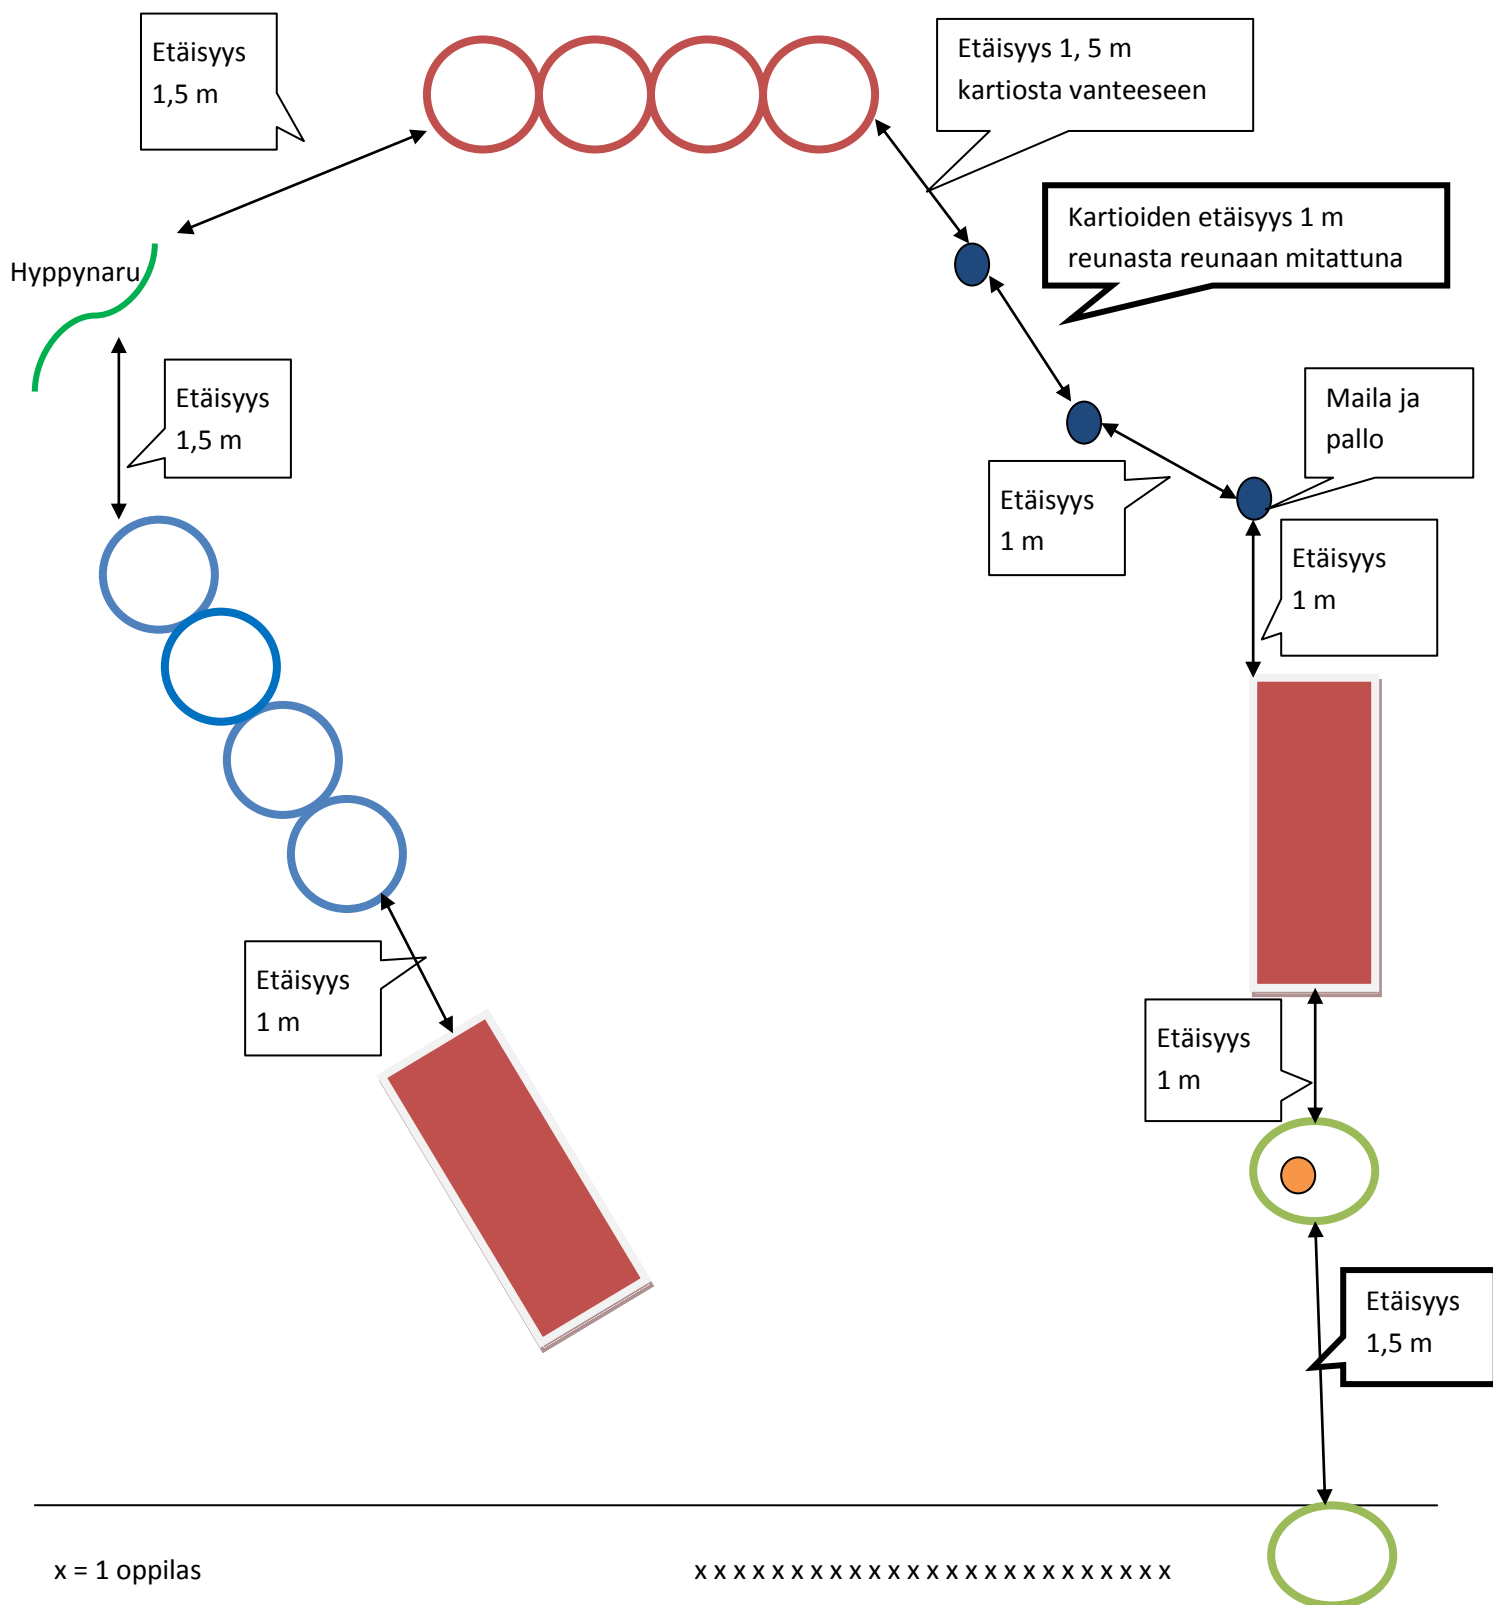 Etäisyys
1,5 m
Etäisyys 1, 5 m
kartiosta vanteeseen
Kartioiden etäisyys 1 m
reunasta reunaan mitattuna
Hyppynaru
Etäisyys
1,5 m
Maila ja
pallo
Etäisyys
1 m
Etäisyys
1 m
Etäisyys
1 m
Etäisyys
1 m
Etäisyys
1,5 m
x = 1 oppilas
x x x x x x x x x x x x x x x x x x x x x x x x x